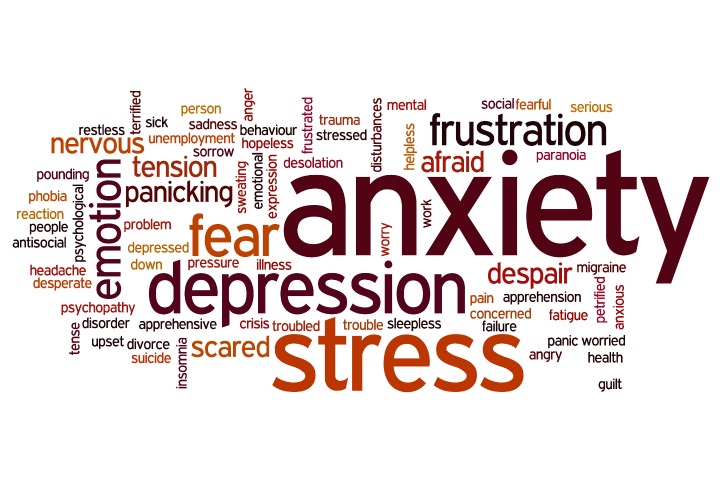 anxiety
stress
depression
frustration
fear
emotion
despair
scared
nervous
tension
panicking
afraid
terrified
person
anger
frustrated
trauma
mental
social
fearful
serious
restless
sick
sadness
behaviour
stressed
disturbances
helpless
unemployment
hopeless
sorrow
desolation
paranoia
pounding
sweating
emotional
expression
phobia
psychological
reaction
people
antisocial
problem
depressed
worry
work
headache
desperate
down
pressure
illness
migraine
psychopathy
pain
apprehension
petrified
anxious
concerned
fatigue
tense
disorder
apprehensive
crisis
troubled
trouble
sleepless
failure
upset
divorce
suicide
insomnia
panic
worried
angry
health
guilt